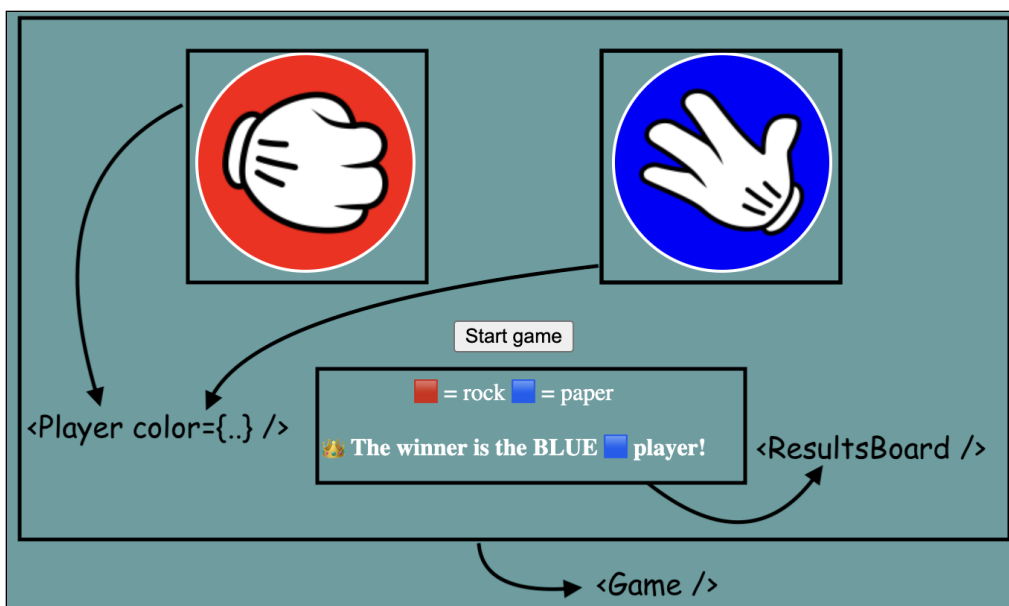 Start game
<Player color={..} />
🟥 = rock 🟦 = paper
👑 The winner is the BLUE 🟦 player!
<ResultsBoard />
<Game />